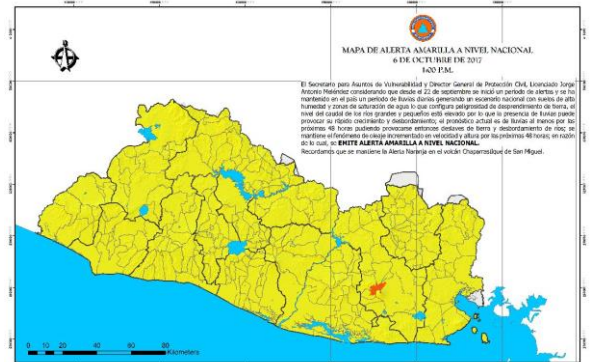 MAPA DE ALERTA AMARILLA A NIVEL NACIONAL
6 DE OCTUBRE DE 2017
1:00 P.M.
El Secretario para Asuntos de Vulnerabilidad y Director General de Protección Civil, Licenciado Jorge
Antonio Meléndez considerando que desde el 22 de septiembre se inició un periodo de alertas y se ha
mantenido en el país un periodo de lluvias diarias generando un escenario nacional con suelos de alta
humedad y zonas de saturación de agua lo que configura peligrosidad de desprendimiento de tierra, el
nivel del caudal de los ríos grandes y pequeños está elevado por lo que la presencia de lluvias puede
provocar su rápido crecimiento y desbordamiento; el pronóstico actual es de lluvias al menos por las
próximas 48 horas pudiendo provocarse entonces deslaves de tierra y desbordamiento de ríos; se
mantiene el fenómeno de oleaje incrementado en velocidad y altura por las próximas 48 horas; en razón
de lo cual, se EMITE ALERTA AMARILLA A NIVEL NACIONAL.
Recordamos que se mantiene la Alerta Naranja en el volcán Chaparrastique de San Miguel.
0 10 20 40 60 80
Kilometers